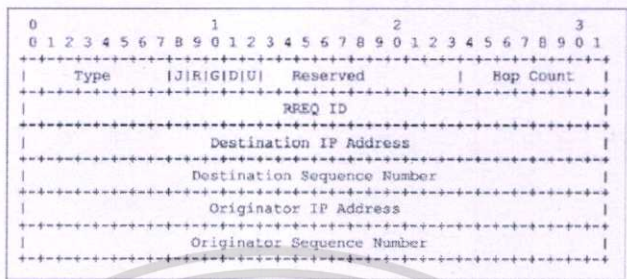 0 1 2 3
0 1 2 3 4 5 6 7 8 9 0 1 2 3 4 5 6 7 8 9 0 1 2 3 4 5 6 7 8 9 0 1
+-+-+-+-+-+-+-+-+-+-+-+-+-+-+-+-+-+-+-+-+-+-+-+-+-+-+-+-+-+-+-+-+
| Type |J|R|G|D|U| Reserved | Hop Count |
+-+-+-+-+-+-+-+-+-+-+-+-+-+-+-+-+-+-+-+-+-+-+-+-+-+-+-+-+-+-+-+-+
| RREQ ID |
+-+-+-+-+-+-+-+-+-+-+-+-+-+-+-+-+-+-+-+-+-+-+-+-+-+-+-+-+-+-+-+-+
| Destination IP Address |
+-+-+-+-+-+-+-+-+-+-+-+-+-+-+-+-+-+-+-+-+-+-+-+-+-+-+-+-+-+-+-+-+
| Destination Sequence Number |
+-+-+-+-+-+-+-+-+-+-+-+-+-+-+-+-+-+-+-+-+-+-+-+-+-+-+-+-+-+-+-+-+
| Originator IP Address |
+-+-+-+-+-+-+-+-+-+-+-+-+-+-+-+-+-+-+-+-+-+-+-+-+-+-+-+-+-+-+-+-+
| Originator Sequence Number |
+-+-+-+-+-+-+-+-+-+-+-+-+-+-+-+-+-+-+-+-+-+-+-+-+-+-+-+-+-+-+-+-+